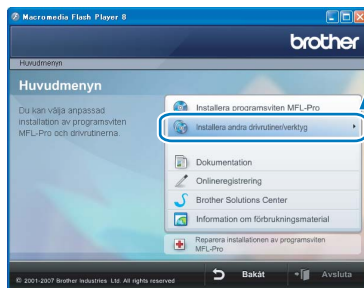 Macromedia Flash Player 8
brother
Huvudmenyn
Huvudmenyn
Du kan välja anpassad
installation av programsviten
MFL-Pro och drivrutinerna.
Installera programsviten MFL-Pro
Installera andra drivrutiner/verktyg
Dokumentation
Onlineregistrering
Brother Solutions Center
Information om förbrukningsmaterial
Reparera installationen av programsviten
MFL-Pro
© 2001-2007 Brother Industries Ltd. All rights reserved
Bakåt
Avsluta